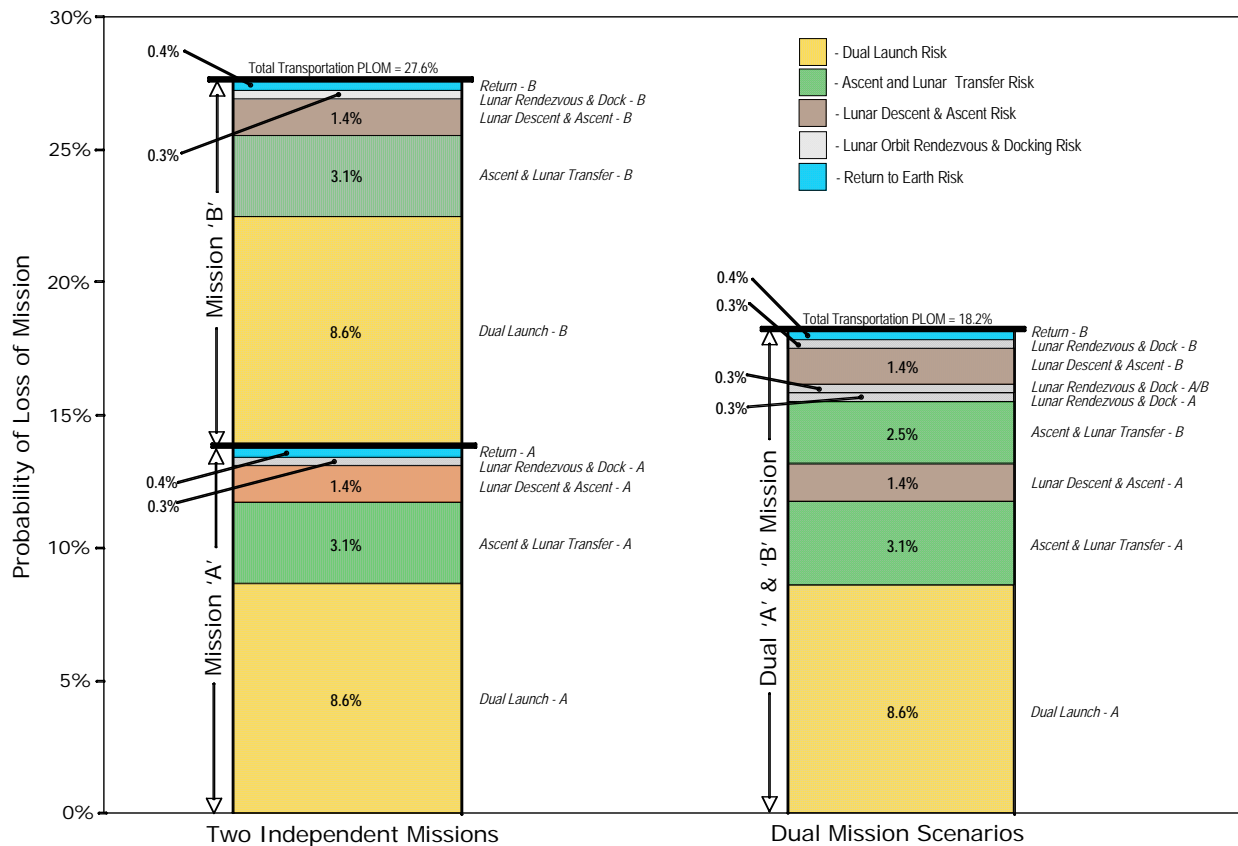 30%
25%
20%
15%
10%
5%
0%
Probability of Loss of Mission
0.4%
Total Transportation PLOM = 27.6%
Return - B
Lunar Rendezvous & Dock - B
1.4%
Lunar Descent & Ascent - B
0.3%
3.1%
Ascent & Lunar Transfer - B
Mission 'B'
8.6%
Dual Launch - B
Return - A
Lunar Rendezvous & Dock - A
0.4%
1.4%
Lunar Descent & Ascent - A
0.3%
3.1%
Ascent & Lunar Transfer - A
Mission 'A'
8.6%
Dual Launch - A
Two Independent Missions
- Dual Launch Risk
- Ascent and Lunar Transfer Risk
- Lunar Descent & Ascent Risk
- Lunar Orbit Rendezvous & Docking Risk
- Return to Earth Risk
0.4%
0.3%
Total Transportation PLOM = 18.2%
Return - B
Lunar Rendezvous & Dock - B
1.4%
Lunar Descent & Ascent - B
0.3%
Lunar Rendezvous & Dock - A/B
0.3%
Lunar Rendezvous & Dock - A
2.5%
Ascent & Lunar Transfer - B
1.4%
Lunar Descent & Ascent - A
3.1%
Ascent & Lunar Transfer - A
Dual 'A' & 'B' Mission
8.6%
Dual Launch - A
Dual Mission Scenarios